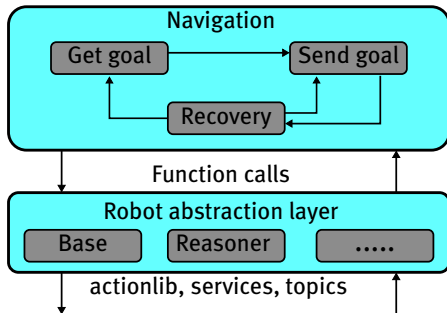 Navigation
Get goal
Send goal
Recovery
Function calls
Robot abstraction layer
Base
Reasoner
.....
actionlib, services, topics